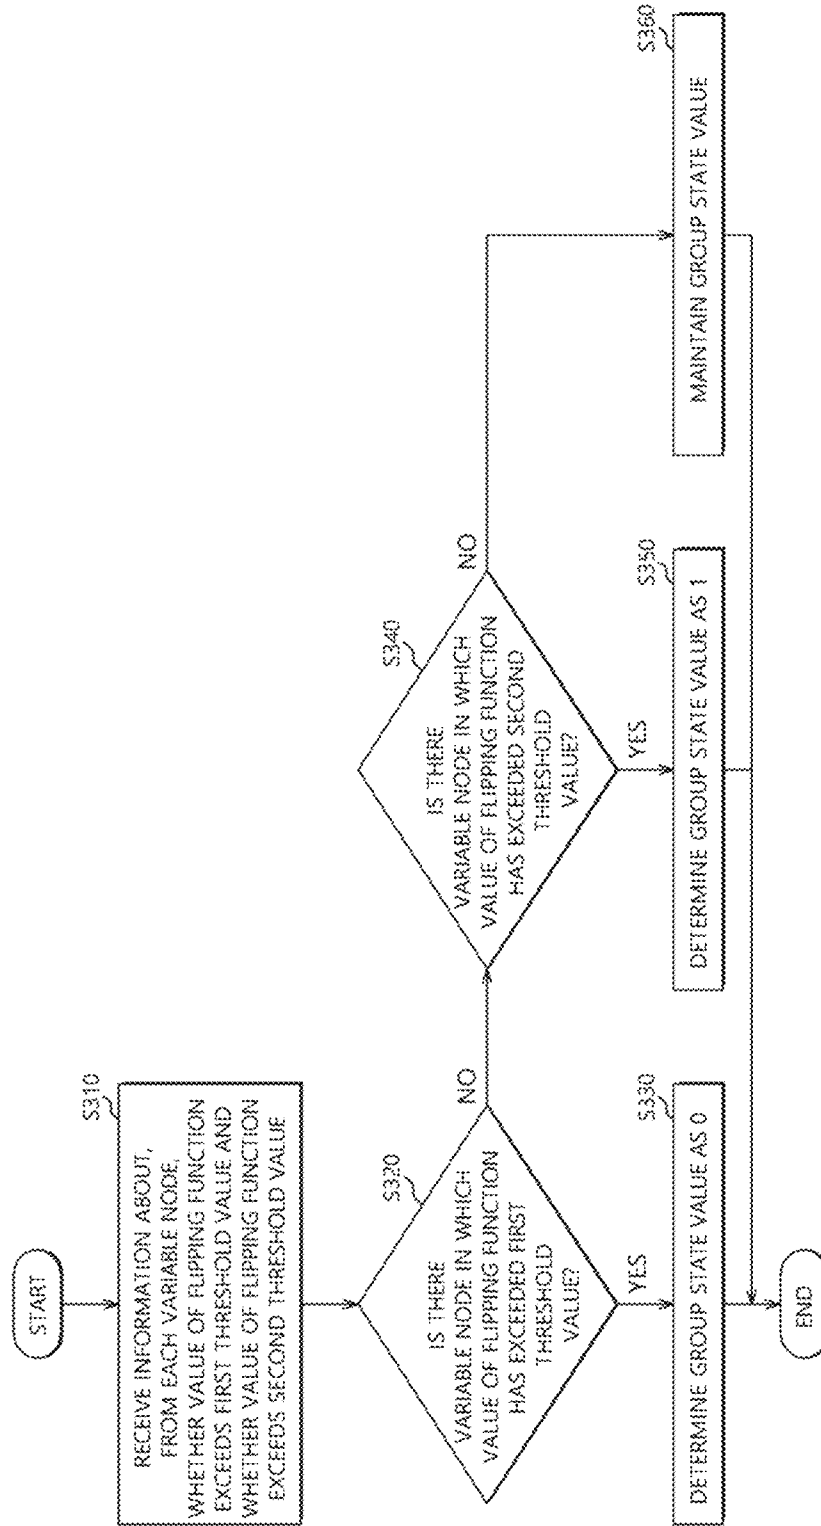 START
S310
RECEIVE INFORMATION ABOUT,
FROM EACH VARIABLE NODE,
WHETHER VALUE OF FLIPPING FUNCTION
EXCEEDS FIRST THRESHOLD VALUE AND
WHETHER VALUE OF FLIPPING FUNCTION
EXCEEDS SECOND THRESHOLD VALUE
S320
IS THERE
VARIABLE NODE IN WHICH
VALUE OF FLIPPING FUNCTION
HAS EXCEEDED FIRST
THRESHOLD
VALUE?
NO
YES
S340
IS THERE
VARIABLE NODE IN WHICH
VALUE OF FLIPPING FUNCTION
HAS EXCEEDED SECOND
THRESHOLD
VALUE?
NO
YES
S330
DETERMINE GROUP STATE VALUE AS 0
S350
DETERMINE GROUP STATE VALUE AS 1
S360
MAINTAIN GROUP STATE VALUE
END